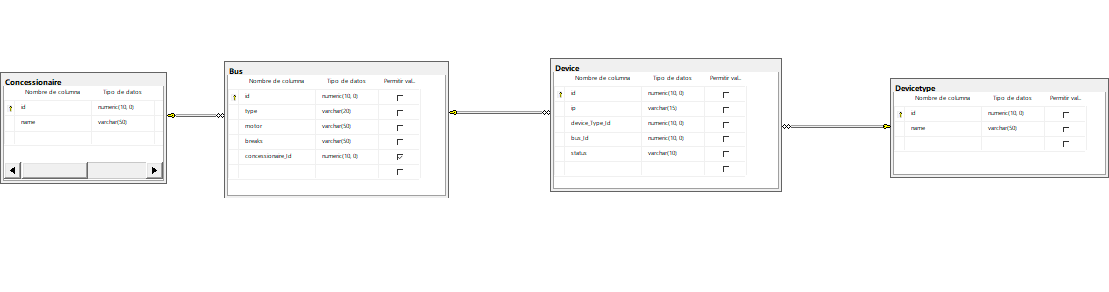 Concessionaire
Nombre de columna Tipo de datos
id numeric(10, 0)
name varchar(50)
Bus
Nombre de columna Tipo de datos Permitir val...
id numeric(10, 0)
type varchar(20)
motor varchar(50)
breaks varchar(50)
concessionaire_Id numeric(10, 0)
Device
Nombre de columna Tipo de datos Permitir val...
id numeric(10, 0)
ip varchar(15)
device_Type_Id numeric(10, 0)
bus_Id numeric(10, 0)
status varchar(10)
Devicetype
Nombre de columna Tipo de datos Permitir val...
id numeric(10, 0)
name varchar(50)